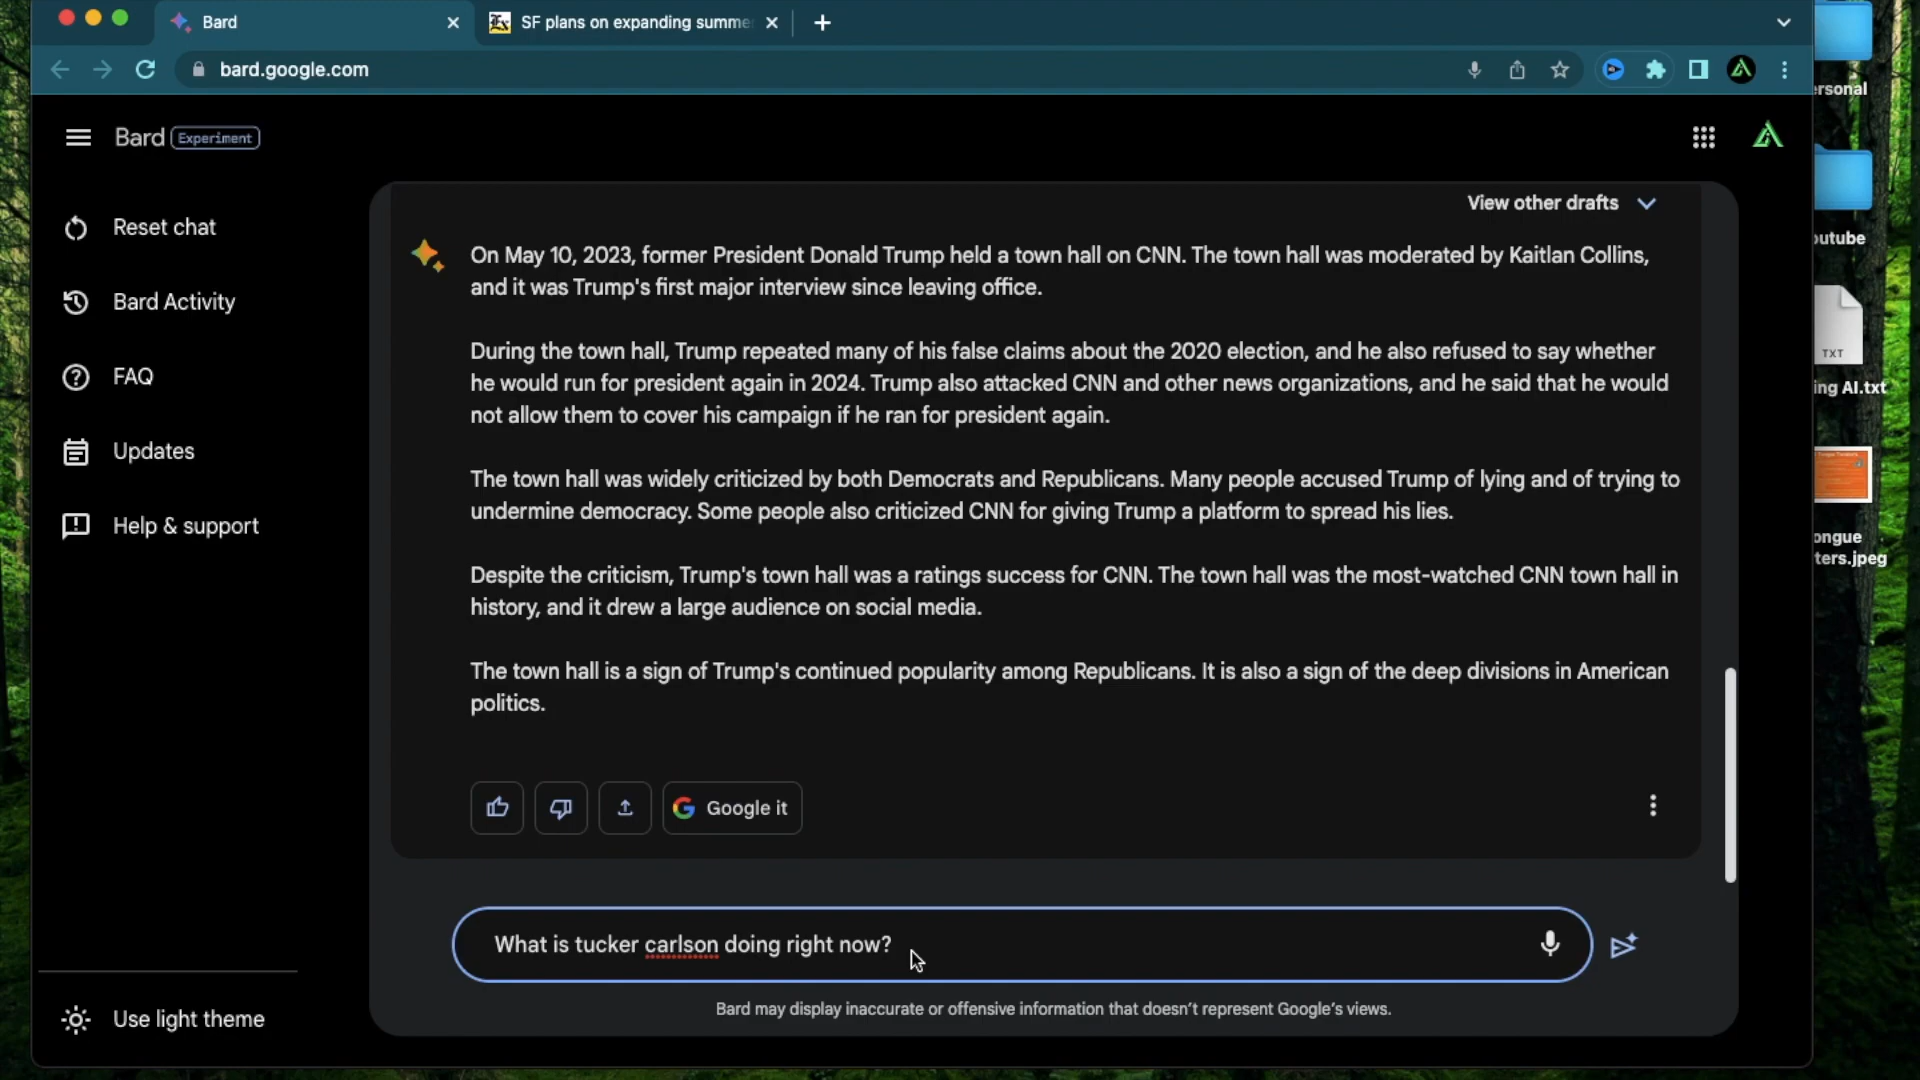 Bard
SF plans on expanding summe
bard.google.com
ersonal
Bard Experiment
Reset chat
Bard Activity
FAQ
Updates
Help & support
Use light theme
View other drafts
On May 10, 2023, former President Donald Trump held a town hall on CNN. The town hall was moderated by Kaitlan Collins,
and it was Trump's first major interview since leaving office.
During the town hall, Trump repeated many of his false claims about the 2020 election, and he also refused to say whether
he would run for president again in 2024. Trump also attacked CNN and other news organizations, and he said that he would
not allow them to cover his campaign if he ran for president again.
The town hall was widely criticized by both Democrats and Republicans. Many people accused Trump of lying and of trying to
undermine democracy. Some people also criticized CNN for giving Trump a platform to spread his lies.
Despite the criticism, Trump's town hall was a ratings success for CNN. The town hall was the most-watched CNN town hall in
history, and it drew a large audience on social media.
The town hall is a sign of Trump's continued popularity among Republicans. It is also a sign of the deep divisions in American
politics.
Google it
What is tucker carlson doing right now?
Bard may display inaccurate or offensive information that doesn't represent Google's views.
outube
TXT
ing AI.txt
ongue
ters.jpeg